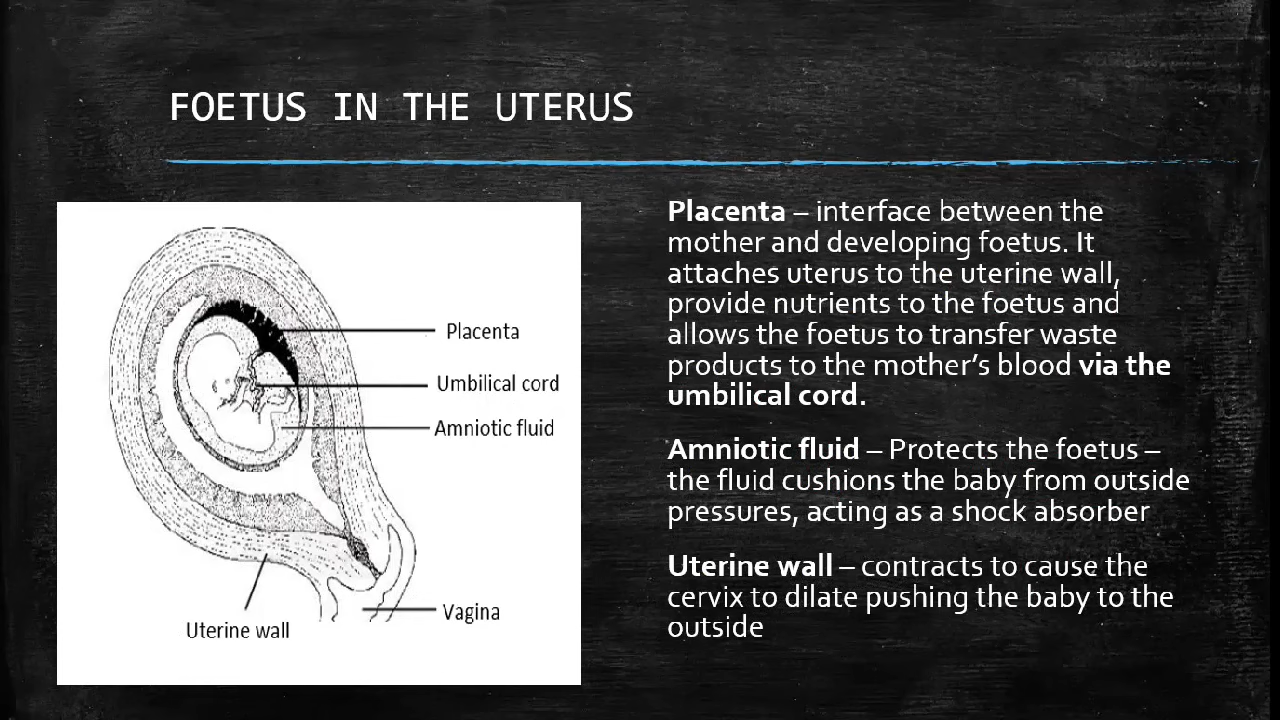 FOETUS IN THE UTERUS
Placenta
Umbilical cord
Amniotic fluid
Vagina
Uterine wall
Placenta – interface between the
mother and developing foetus. It
attaches uterus to the uterine wall,
provide nutrients to the foetus and
allows the foetus to transfer waste
products to the mother’s blood via the
umbilical cord.
Amniotic fluid – Protects the foetus –
the fluid cushions the baby from outside
pressures, acting as a shock absorber
Uterine wall – contracts to cause the
cervix to dilate pushing the baby to the
outside